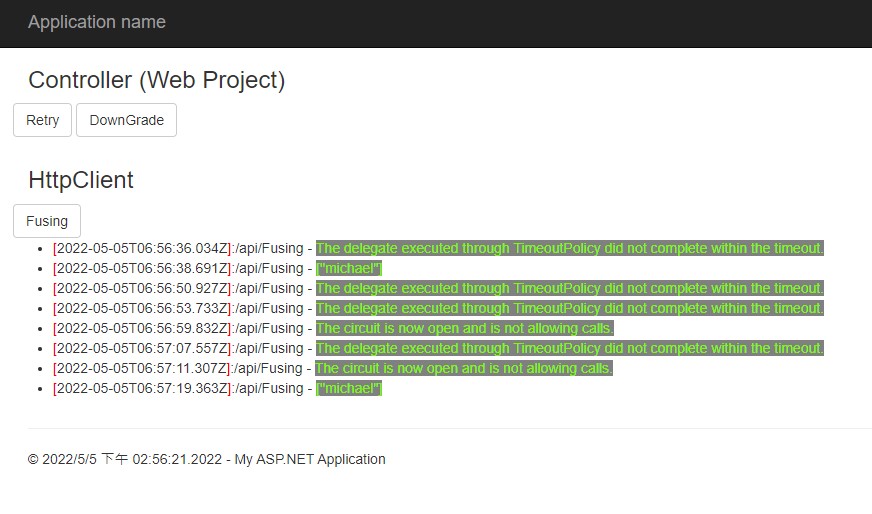 Application name
Controller (Web Project)
Retry DownGrade
HttpClient
Fusing
[2022-05-05T06:56:36.034Z]:/api/Fusing - The delegate executed through TimeoutPolicy did not complete within the timeout.
[2022-05-05T06:56:38.691Z]:/api/Fusing - ["michael"]
[2022-05-05T06:56:50.927Z]:/api/Fusing - The delegate executed through TimeoutPolicy did not complete within the timeout.
[2022-05-05T06:56:53.733Z]:/api/Fusing - The delegate executed through TimeoutPolicy did not complete within the timeout.
[2022-05-05T06:56:59.832Z]:/api/Fusing - The circuit is now open and is not allowing calls.
[2022-05-05T06:57:07.557Z]:/api/Fusing - The delegate executed through TimeoutPolicy did not complete within the timeout.
[2022-05-05T06:57:11.307Z]:/api/Fusing - The circuit is now open and is not allowing calls.
[2022-05-05T06:57:19.363Z]:/api/Fusing - ["michael"]
© 2022/5/5 下午 02:56:21.2022 - My ASP.NET Application